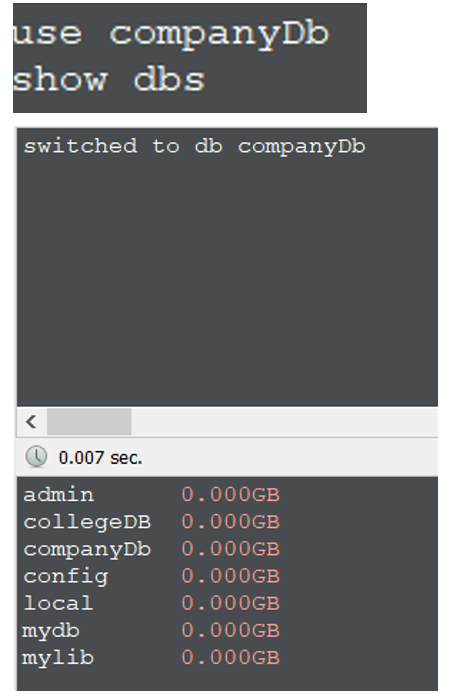 use companyDb
show dbs
switched to db companyDb
0.007 sec.
admin 0.000GB
collegeDB 0.000GB
companyDb 0.000GB
config 0.000GB
local 0.000GB
mydb 0.000GB
mylib 0.000GB